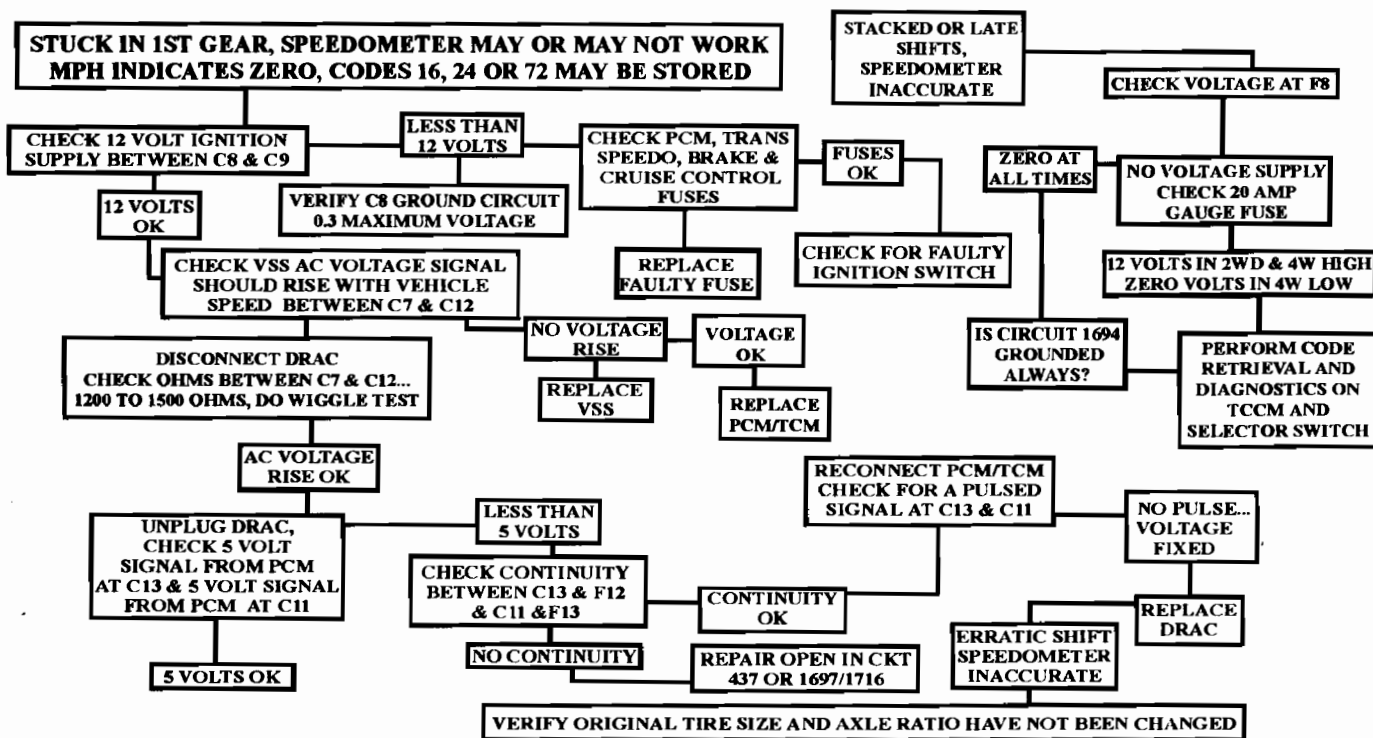 STUCK IN 1ST GEAR, SPEEDOMETER MAY OR MAY NOT WORK
MPH INDICATES ZERO, CODES 16, 24 OR 72 MAY BE STORED
STACKED OR LATE
SHIFTS,
SPEEDOMETER
INACCURATE
CHECK VOLTAGE AT F8
CHECK 12 VOLT IGNITION
SUPPLY BETWEEN C8 & C9
LESS THAN
12 VOLTS
CHECK PCM, TRANS
SPEEDO, BRAKE &
CRUISE CONTROL
FUSES
FUSES
OK
ZERO AT
ALL TIMES
NO VOLTAGE SUPPLY
CHECK 20 AMP
GAUGE FUSE
12 VOLTS
OK
VERIFY C8 GROUND CIRCUIT
0.3 MAXIMUM VOLTAGE
REPLACE
FAULTY FUSE
CHECK FOR FAULTY
IGNITION SWITCH
12 VOLTS IN 2WD & 4W HIGH
ZERO VOLTS IN 4W LOW
CHECK VSS AC VOLTAGE SIGNAL
SHOULD RISE WITH VEHICLE
SPEED BETWEEN C7 & C12
NO VOLTAGE
RISE
VOLTAGE
OK
IS CIRCUIT 1694
GROUNDED
ALWAYS?
PERFORM CODE
RETRIEVAL AND
DIAGNOSTICS ON
TCCM AND
SELECTOR SWITCH
DISCONNECT DRAC
CHECK OHMS BETWEEN C7 & C12...
1200 TO 1500 OHMS, DO WIGGLE TEST
REPLACE
VSS
REPLACE
PCM/TCM
AC VOLTAGE
RISE OK
RECONNECT PCM/TCM
CHECK FOR A PULSED
SIGNAL AT C13 & C11
NO PULSE...
VOLTAGE
FIXED
UNPLUG DRAC,
CHECK 5 VOLT
SIGNAL FROM PCM
AT C13 & 5 VOLT SIGNAL
FROM PCM AT C11
LESS THAN
5 VOLTS
CHECK CONTINUITY
BETWEEN C13 & F12
& C11 &F13
CONTINUITY
OK
REPLACE
DRAC
ERRATIC SHIFT
SPEEDOMETER
INACCURATE
5 VOLTS OK
NO CONTINUITY
REPAIR OPEN IN CKT
437 OR 1697/1716
VERIFY ORIGINAL TIRE SIZE AND AXLE RATIO HAVE NOT BEEN CHANGED